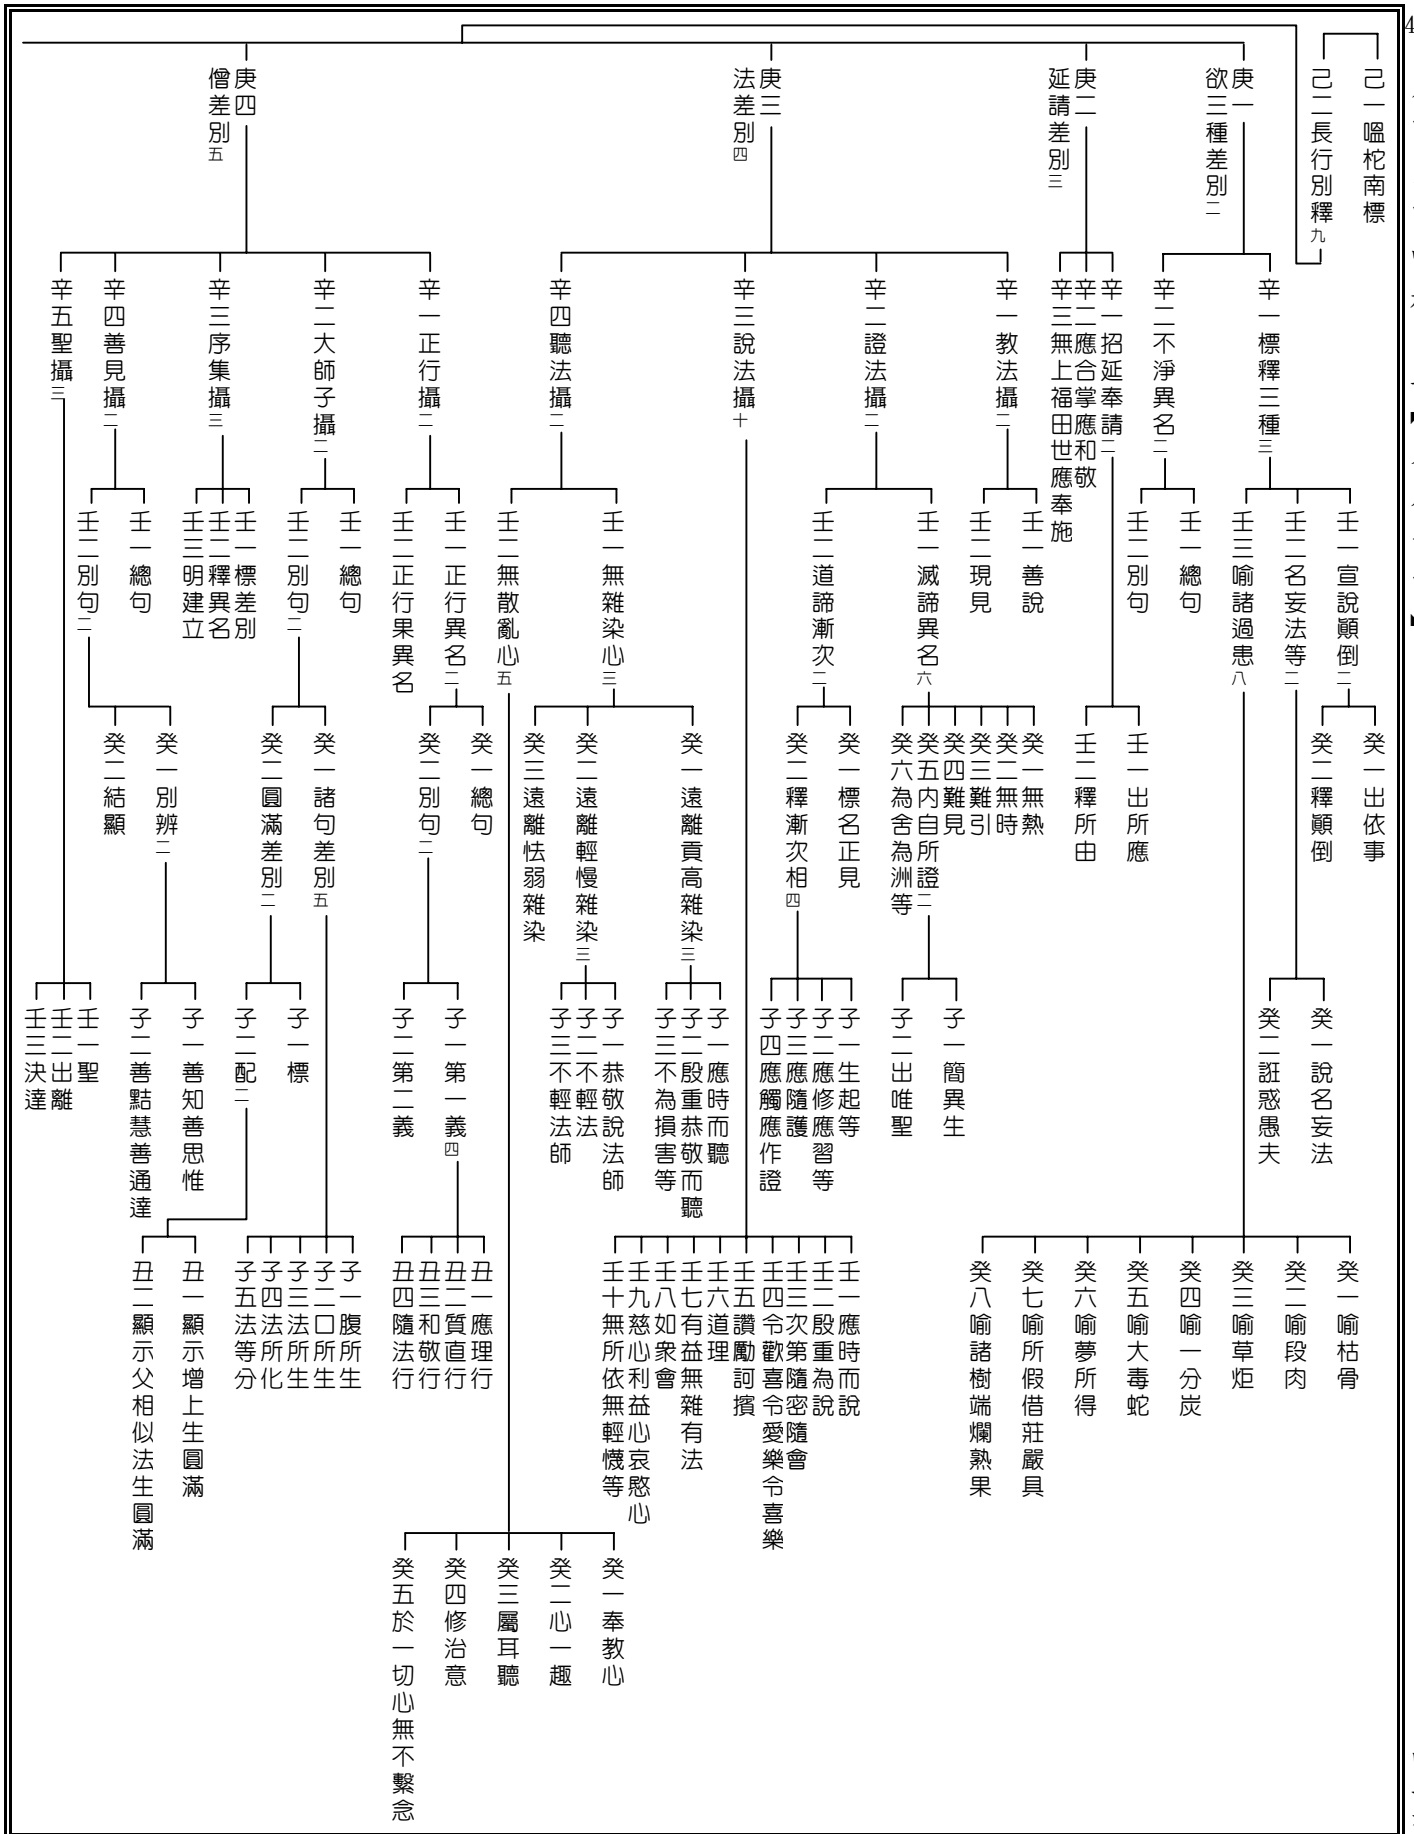 己一嗢柁南標
己二長行別釋九
庚一
欲三種差別二
辛一標釋三種三
壬一宣說顚倒二
癸一出依事
癸二釋顚倒
壬二名妄法等二
癸一說名妄法
癸二誑惑愚夫
壬三喻諸過患八
癸一喻枯骨
癸二喻段肉
癸三喻草炬
癸四喻一分炭
癸五喻大毒蛇
癸六喻夢所得
癸七喻所假借莊嚴具
癸八喻諸樹端爛熟果
辛二不淨異名二
壬一總句
壬二別句
庚二
延請差別三
辛一招延奉請二
壬一出所應
壬二釋所由
辛二應合掌應和敬
辛三無上福田世應奉施
庚三
法差別四
辛一教法攝二
壬一善說
壬二現見
辛二證法攝二
壬一滅諦異名六
癸一無熱
癸二無時
癸三難引
癸四難見
癸五內自所證二
子一簡異生
子二出唯聖
癸六為舍為洲等
壬二道諦漸次二
癸一標名正見
癸二釋漸次相四
子一生起等
子二應修應習等
子三應隨護
子四應觸應作證
辛三說法攝十
壬一應時而說
壬二殷重為說
壬三次第隨密隨會
壬四令歡喜令愛樂令喜樂
壬五讚勵訶擯
壬六道理
壬七有益無雜有法
壬八如衆會
壬九慈心利益心哀愍心
壬十無所依無輕懱等
辛四聽法攝二
壬一無雜染心三
癸一遠離貢高雜染三
子一應時而聽
子二殷重恭敬而聽
子三不為損害等
癸二遠離輕慢雜染三
子一恭敬說法師
子二不輕法
子三不輕法師
癸三遠離怯弱雜染
壬二無散亂心五
癸一奉教心
癸二心一趣
癸三屬耳聽
癸四修治意
癸五於一切心無不繫念
庚四
僧差別五
辛一正行攝二
壬一正行異名二
癸一總句
癸二別句二
子一第一義四
丑一應理行
丑二質直行
丑三和敬行
丑四隨法行
子二第二義
壬二正行果異名
辛二大師子攝二
壬一總句
壬二別句二
癸一諸句差別五
子一腹所生
子二口所生
子三法所生
子四法所化
子五法等分
癸二圓滿差別二
子一標
子二配二
丑一顯示增上生圓滿
丑二顯示父相似法生圓滿
辛三序集攝三
壬一標差別
壬二釋異名
壬三明建立
辛四善見攝二
壬一總句
壬二別句二
癸一別辨二
子一善知善思惟
子二善黠慧善通達
癸二結顯
辛五聖攝三
壬一聖
壬二出離
壬三決達